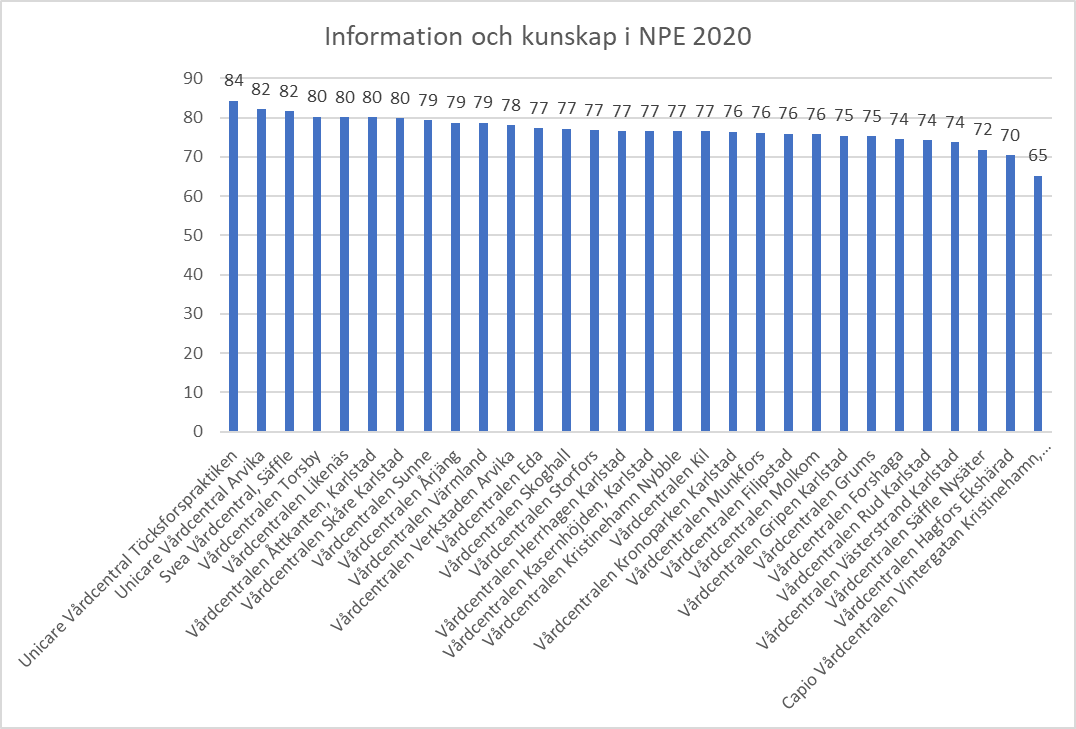 Information och kunskap i NPE 2020
90
80
70
60
50
40
30
20
10
0
84
82
82
80
80
80
80
79
79
79
78
77
77
77
77
77
77
77
76
76
76
76
75
75
74
74
74
72
70
65
Unicare Vårdcentral Töcksforspraktiken
Unicare Vårdcentral Arvika
Svea Vårdcentral, Säffle
Vårdcentralen Torsby
Vårdcentralen Likenäs
Vårdcentralen Åttkanten, Karlstad
Vårdcentralen Skåre Karlstad
Vårdcentralen Sunne
Vårdcentralen Årjäng
Vårdcentralen Värmland
Vårdcentralen Verkstaden Arvika
Vårdcentralen Eda
Vårdcentralen Skoghall
Vårdcentralen Storfors
Vårdcentralen Herrhagen Karlstad
Vårdcentralen Kasernhöjden, Karlstad
Vårdcentralen Kristinehamn Nybble
Vårdcentralen Kil
Vårdcentralen Kronoparken Karlstad
Vårdcentralen Munkfors
Vårdcentralen Filipstad
Vårdcentralen Molkom
Vårdcentralen Gripen Karlstad
Vårdcentralen Grums
Vårdcentralen Forshaga
Vårdcentralen Rud Karlstad
Vårdcentralen Västerstrand Karlstad
Vårdcentralen Säffle Nysäter
Vårdcentralen Hagfors Ekshärad
Capio Vårdcentralen Vintergatan Kristinehamn,...